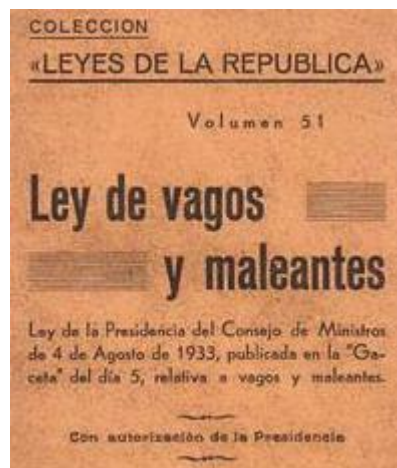 COLECCION
«LEYES DE LA REPUBLICA»
Volumen 51
Ley de vagos
y maleantes
Ley de la Presidencia del Consejo de Ministros
de 4 de Agosto de 1933, publicada en la "Ga-
ceta" del día 5, relativa a vagos y maleantes.
Con autorización de la Presidencia